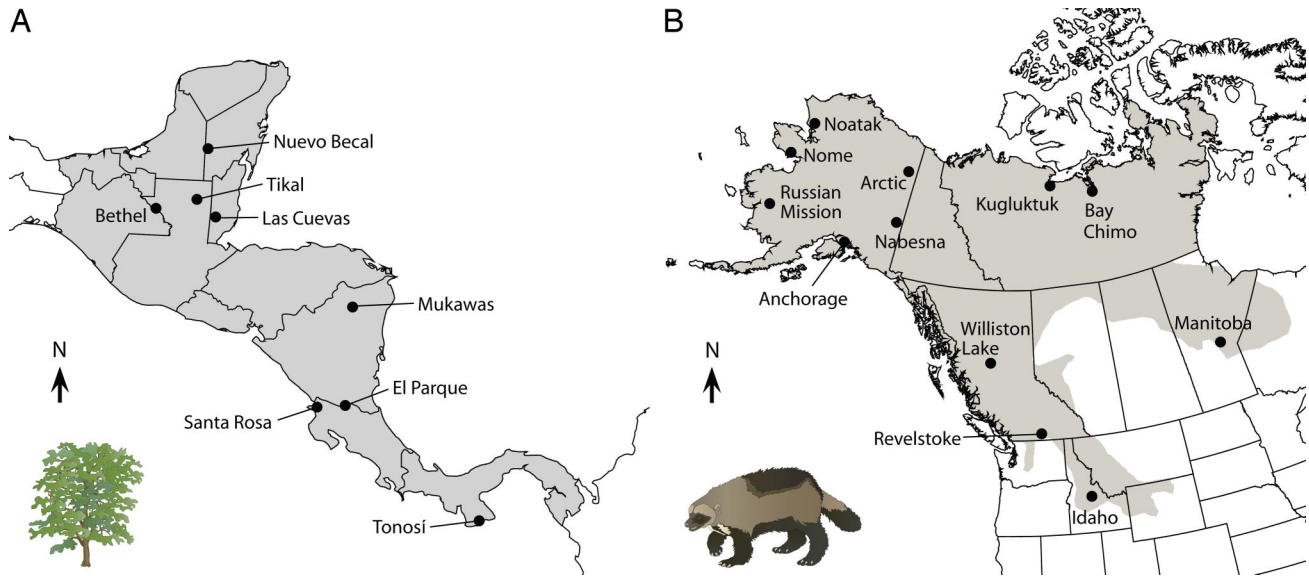 A
Nuevo Becal
Tikal
Bethel
Las Cuevas
Mukawas
N
El Parque
Santa Rosa
Tonosí
B
Noatak
Nome
Arctic
Russian
Mission
Kugluktuk
Bay
Chimo
Nabesna
Anchorage
Manitoba
Williston
Lake
N
Revelstoke
Idaho